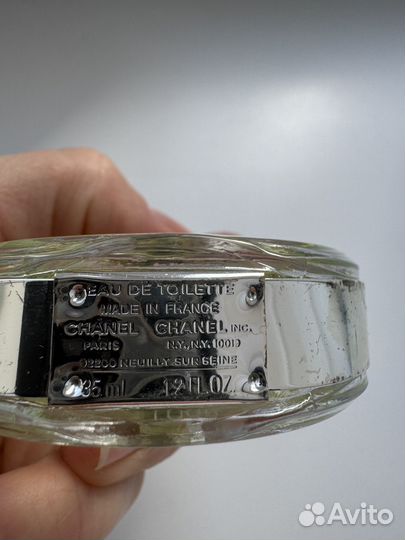 EAU DE TOILETTE
MADE IN FRANCE
CHANEL CHANEL, INC.
PARIS N.Y., N.Y. 10019
92200 NEUILLY SUR SEINE
35 ml 1.2 FL. OZ.
Avito